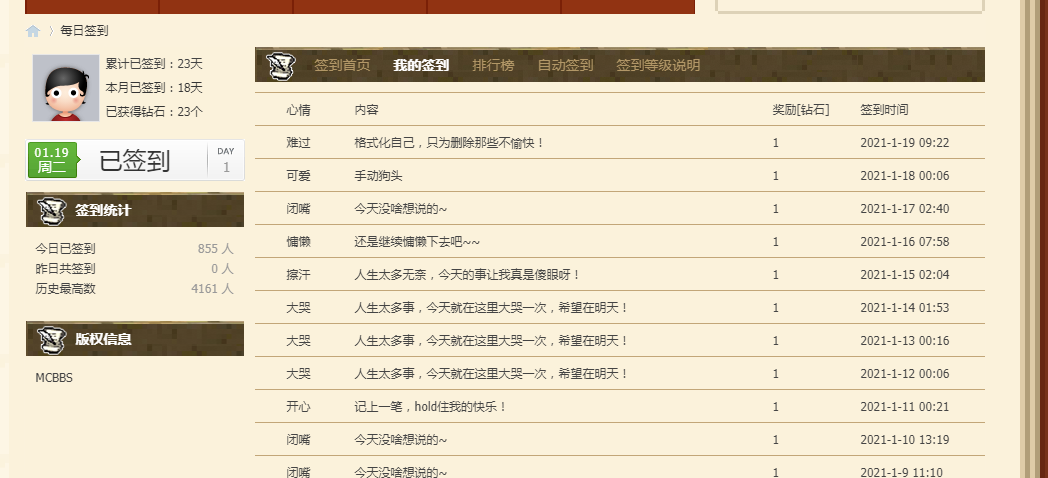 每日签到
累计已签到：23天
本月已签到：18天
已获得钻石：23个
01.19
周二
已签到
DAY
1
签到统计
今日已签到 855 人
昨日共签到 0 人
历史最高数 4161 人
版权信息
MCBBS
签到首页 我的签到 排行榜 自动签到 签到等级说明
心情 内容 奖励[钻石] 签到时间
难过 格式化自己，只为删除那些不愉快！ 1 2021-1-19 09:22
可爱 手动狗头 1 2021-1-18 00:06
闭嘴 今天没啥想说的~ 1 2021-1-17 02:40
慵懒 还是继续慵懒下去吧~~ 1 2021-1-16 07:58
擦汗 人生太多无奈，今天的事让我真是傻眼呀！ 1 2021-1-15 02:04
大哭 人生太多事，今天就在这里大哭一次，希望在明天！ 1 2021-1-14 01:53
大哭 人生太多事，今天就在这里大哭一次，希望在明天！ 1 2021-1-13 00:16
大哭 人生太多事，今天就在这里大哭一次，希望在明天！ 1 2021-1-12 00:06
开心 记上一笔，hold住我的快乐！ 1 2021-1-11 00:21
闭嘴 今天没啥想说的~ 1 2021-1-10 13:19
闭嘴 今天没啥想说的~ 1 2021-1-9 11:10